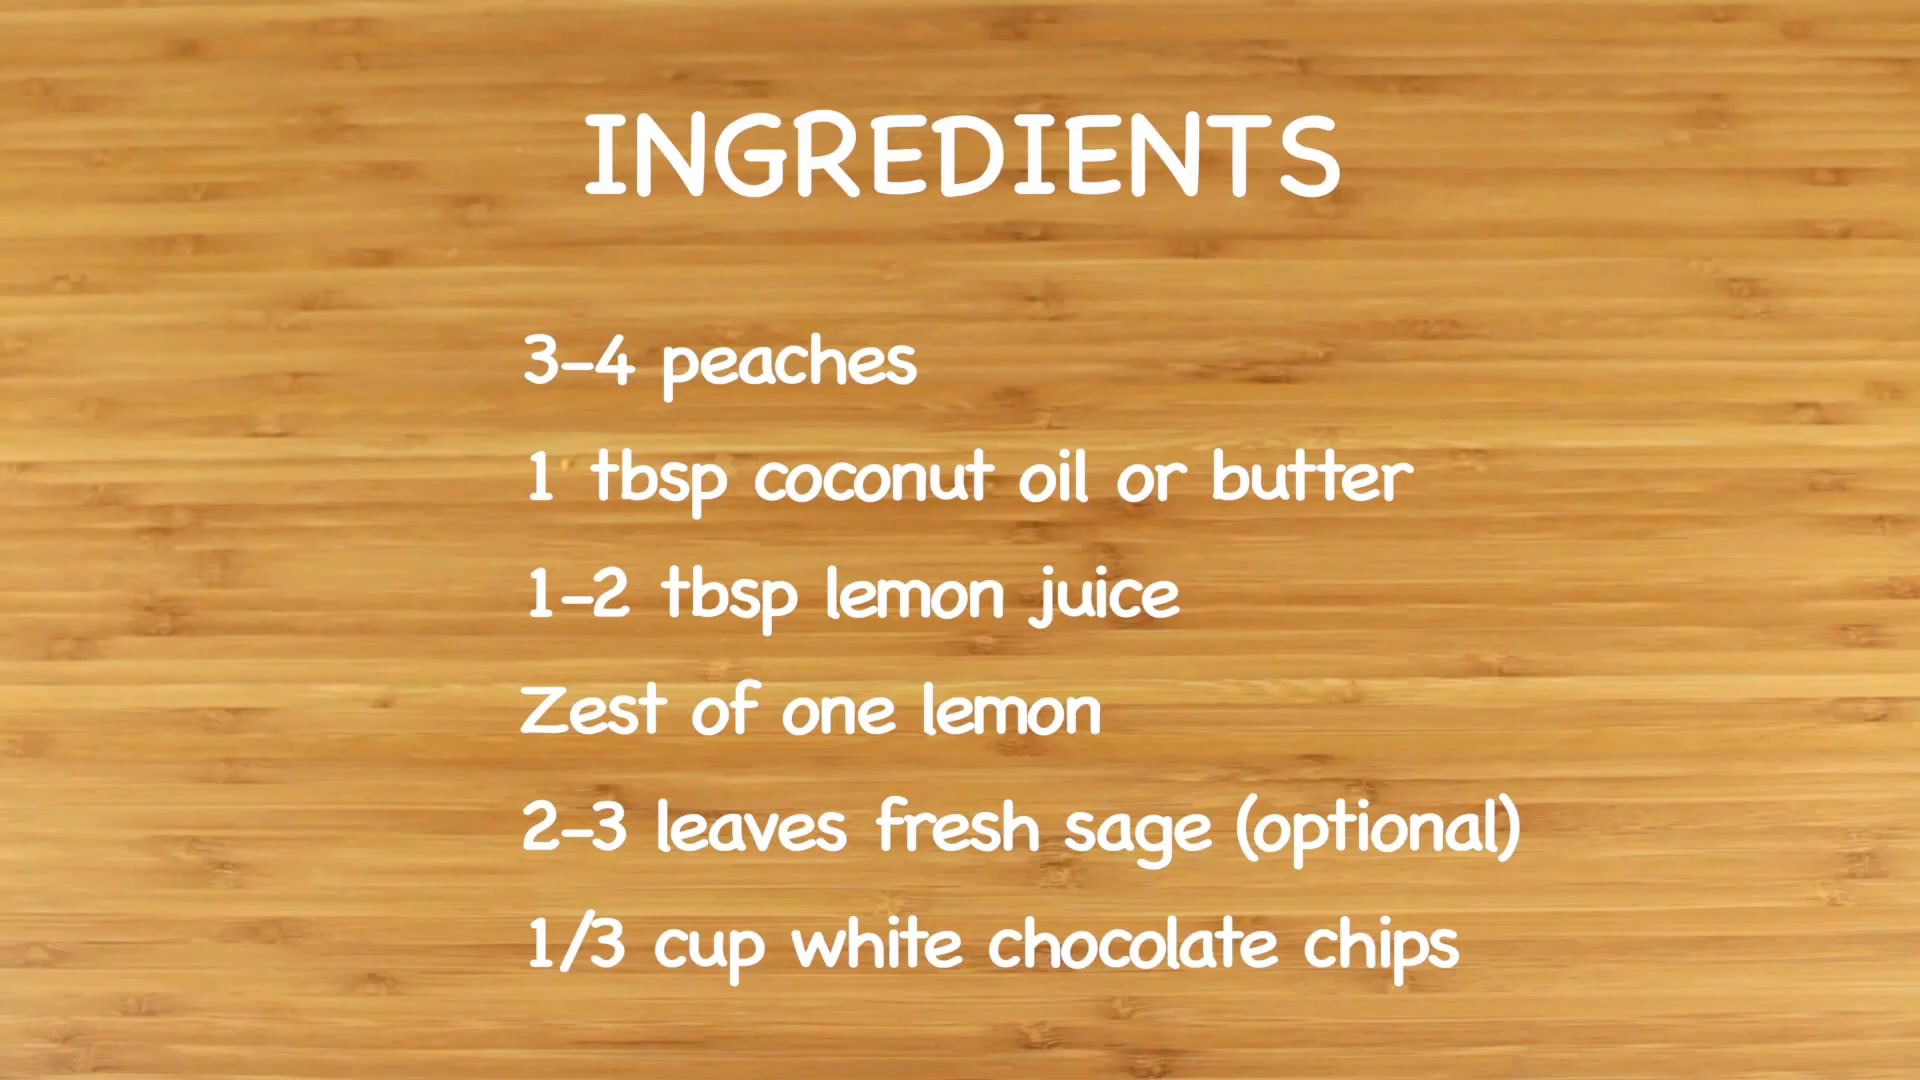 INGREDIENTS
3-4 peaches
1 tbsp coconut oil or butter
1-2 tbsp lemon juice
Zest of one lemon
2-3 leaves fresh sage (optional)
1/3 cup white chocolate chips